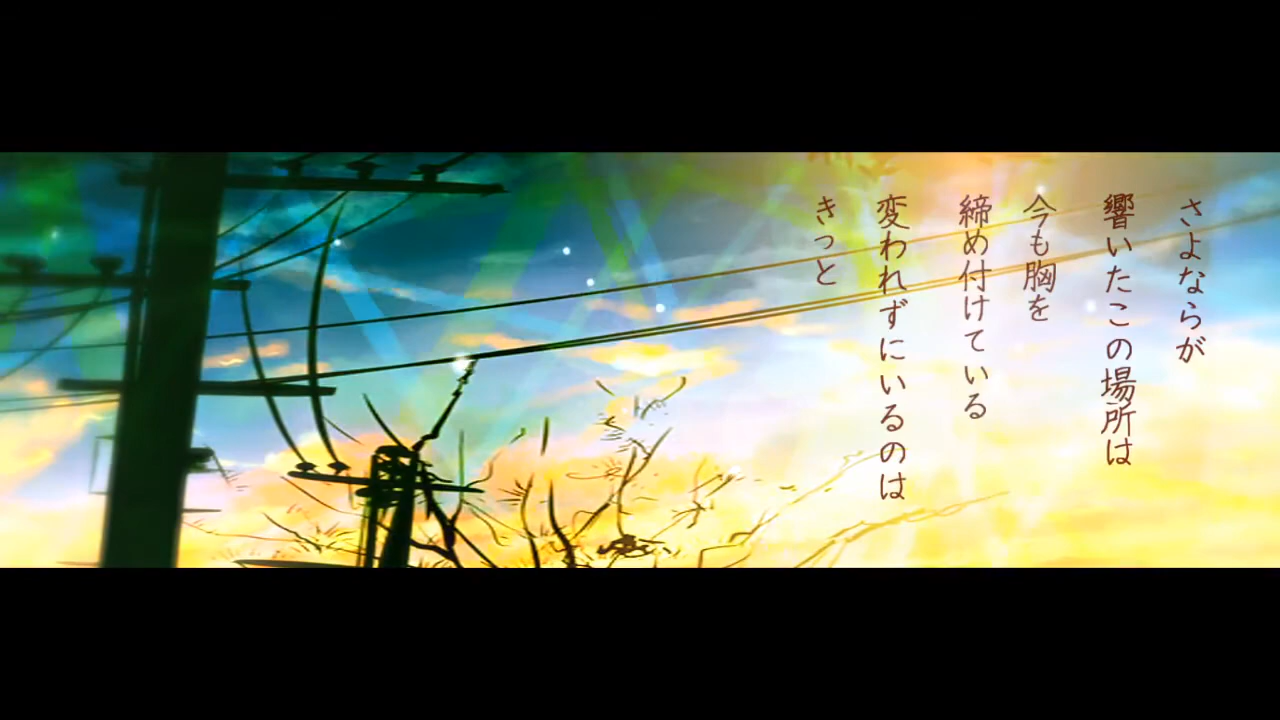 さよならが
響いたこの場所は
今も胸を
締め付けている
変われずにいるのは
きっと